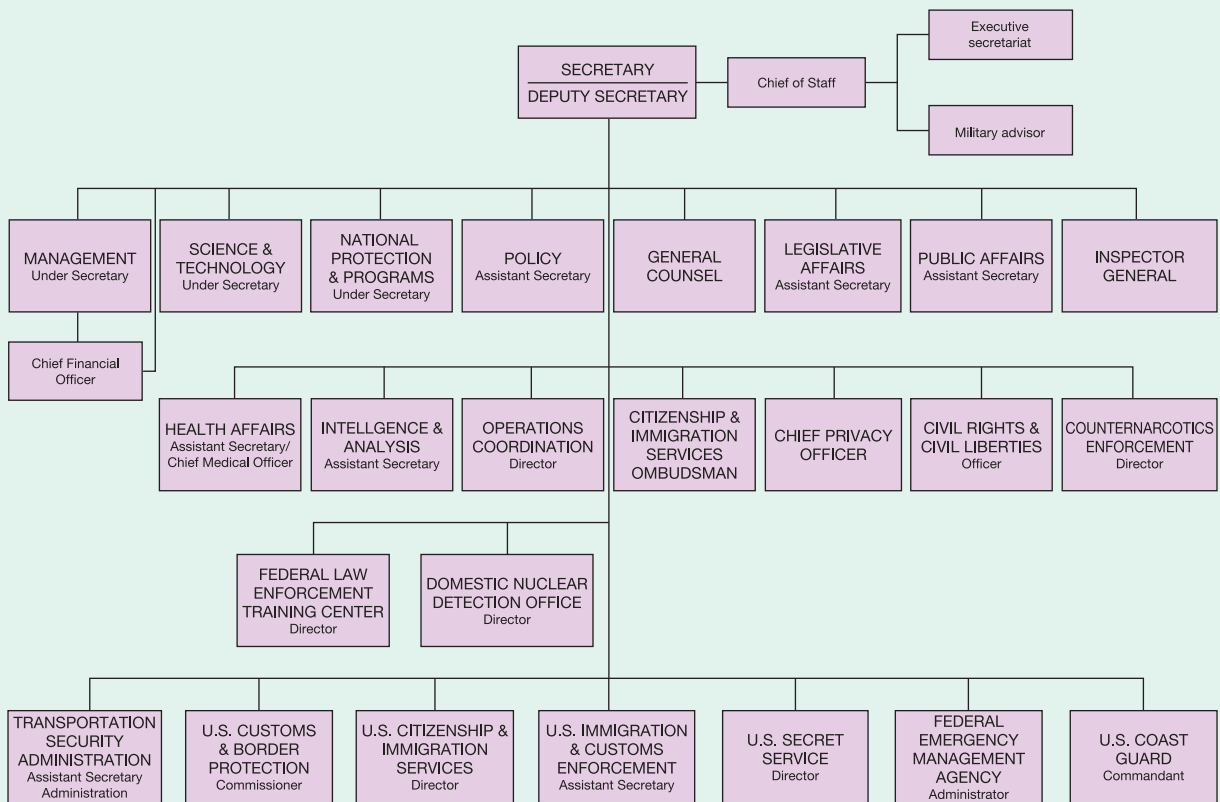 SECRETARY
DEPUTY SECRETARY
Chief of Staff
Executive
secretariat
Military advisor
MANAGEMENT
Under Secretary
SCIENCE &
TECHNOLOGY
Under Secretary
NATIONAL
PROTECTION
& PROGRAMS
Under Secretary
POLICY
Assistant Secretary
GENERAL
COUNSEL
LEGISLATIVE
AFFAIRS
Assistant Secretary
PUBLIC AFFAIRS
Assistant Secretary
INSPECTOR
GENERAL
Chief Financial
Officer
HEALTH AFFAIRS
Assistant Secretary/
Chief Medical Officer
INTELLGENCE &
ANALYSIS
Assistant Secretary
OPERATIONS
COORDINATION
Director
CITIZENSHIP &
IMMIGRATION
SERVICES
OMBUDSMAN
CHIEF PRIVACY
OFFICER
CIVIL RIGHTS &
CIVIL LIBERTIES
Officer
COUNTERNARCOTICS
ENFORCEMENT
Director
FEDERAL LAW
ENFORCEMENT
TRAINING CENTER
Director
DOMESTIC NUCLEAR
DETECTION OFFICE
Director
TRANSPORTATION
SECURITY
ADMINISTRATION
Assistant Secretary
Administration
U.S. CUSTOMS
& BORDER
PROTECTION
Commissioner
U.S. CITIZENSHIP &
IMMIGRATION
SERVICES
Director
U.S. IMMIGRATION
& CUSTOMS
ENFORCEMENT
Assistant Secretary
U.S. SECRET
SERVICE
Director
FEDERAL
EMERGENCY
MANAGEMENT
AGENCY
Administrator
U.S. COAST
GUARD
Commandant